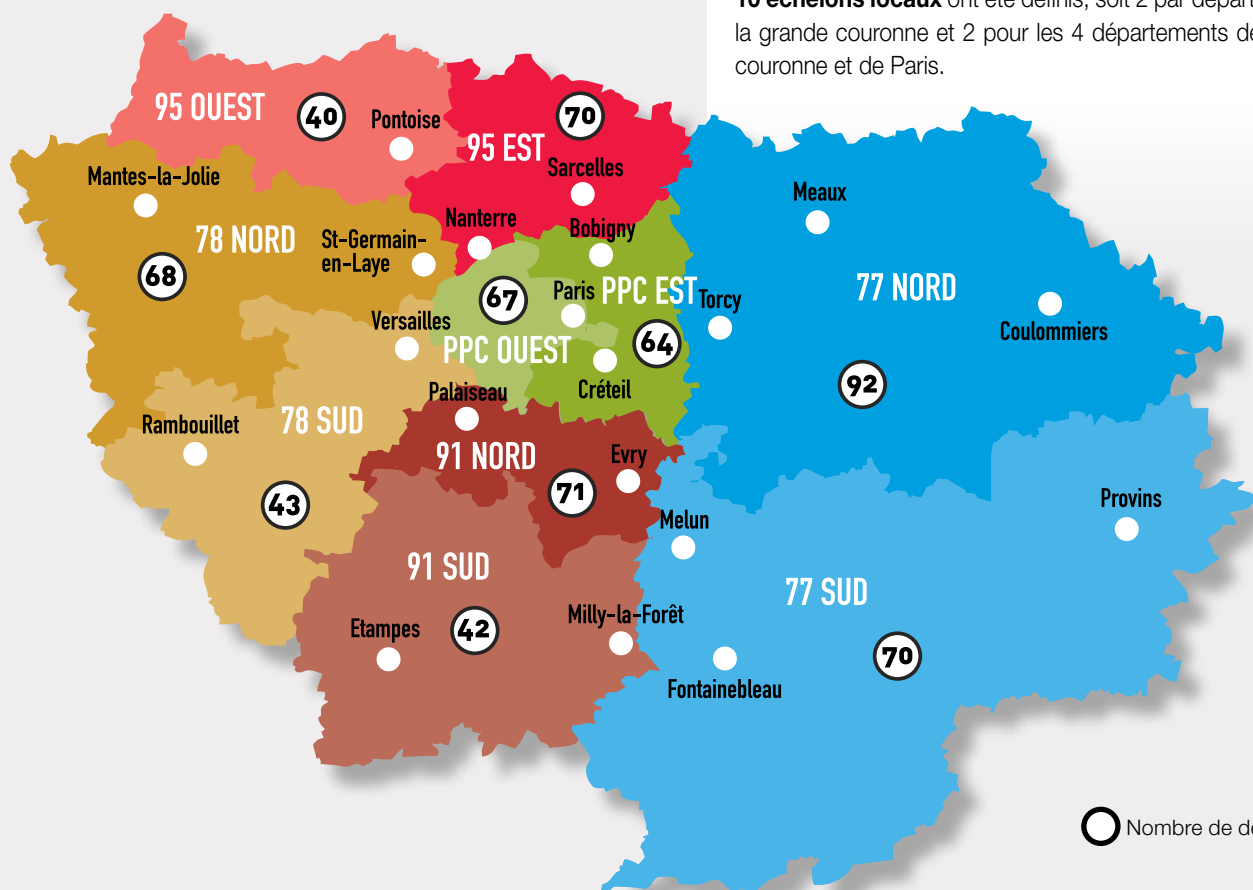 10 échelons locaux ont été définis, soit 2 par départ
la grande couronne et 2 pour les 4 départements de
couronne et de Paris.
95 OUEST
40
Pontoise
70
95 EST
Sarcelles
Mantes-la-Jolie
78 NORD
68
St-Germain-
en-Laye
Nanterre
Bobigny
Meaux
77 NORD
67
Paris
PPC EST
Torcy
Coulommiers
Versailles
PPC OUEST
64
Créteil
92
Palaiseau
Rambouillet
78 SUD
91 NORD
Evry
43
71
Provins
Melun
91 SUD
77 SUD
Etampes
42
Milly-la-Forêt
70
Fontainebleau
Nombre de dé